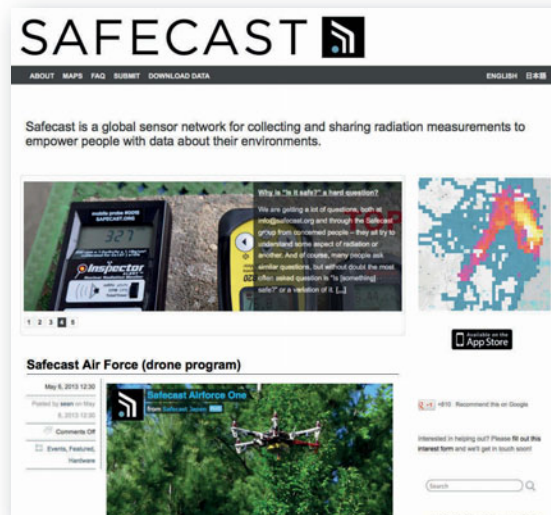 SAFECAST
ABOUT MAPS FAQ SUBMIT DOWNLOAD DATA ENGLISH 日本語
Safecast is a global sensor network for collecting and sharing radiation measurements to
empower people with data about their environments.
mobile probe #0016
SAFECAST.ORG
327
Inspector
Why is "Is it safe?" a hard question?
We are getting a lot of questions, both at
info@safecast.org and through the Safecast
group from concerned people – they all try to
understand some aspect of radiation or
another. And of course, many people ask
similar questions, but without doubt the most
often asked question is "Is [something]
safe?" or a variation of it. [...]
1 2 3 4 5
Available on the
App Store
Safecast Air Force (drone program)
May 6, 2013 12:30
Posted by sean on May
6, 2013 12:30
Comments Off
Events, Featured,
Hardware
Safecast Airforce One
from Safecast Japan
+1 +810 Recommend this on Google
Interested in helping out? Please fill out this
interest form and we'll get in touch soon!
Search